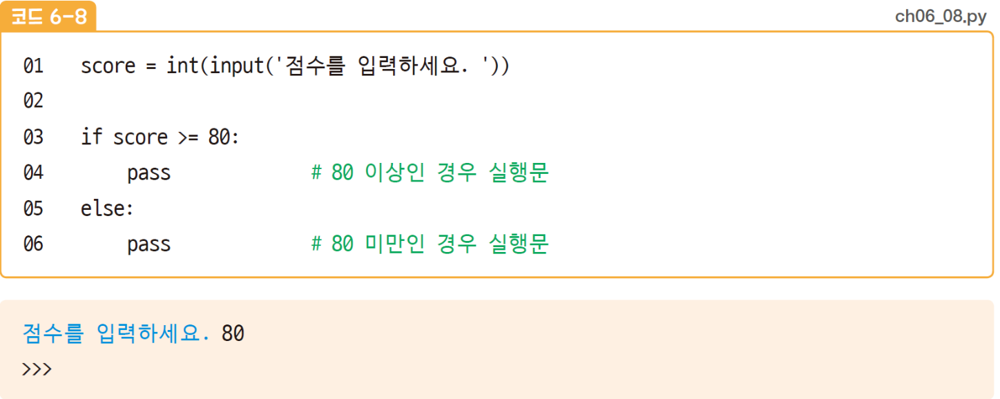 코드 6-8
ch06_08.py
01 score = int(input('점수를 입력하세요. '))
02
03 if score >= 80:
04 pass # 80 이상인 경우 실행문
05 else:
06 pass # 80 미만인 경우 실행문
점수를 입력하세요. 80
>>>